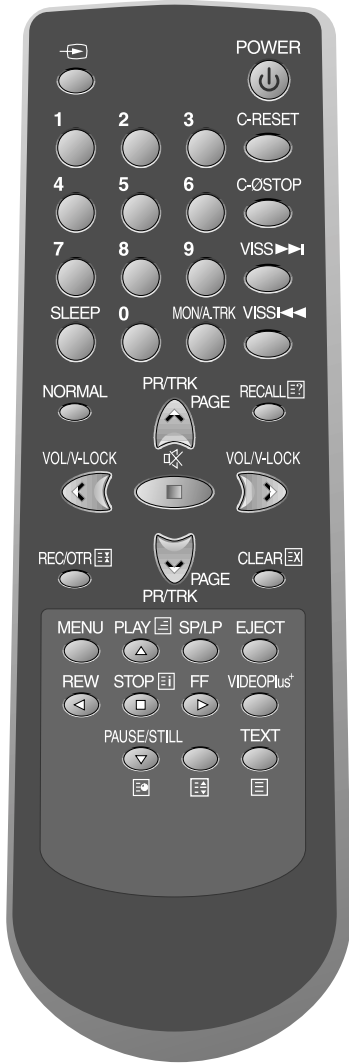 POWER
1 2 3 C-RESET
4 5 6 C-ØSTOP
7 8 9 VISS
SLEEP 0 MON/A.TRK VISS
NORMAL PR/TRK PAGE RECALL ?
VOL/V-LOCK VOL/V-LOCK
REC/OTR PAGE CLEAR X
PR/TRK
MENU PLAY SP/LP EJECT
REW STOP i FF VIDEOPlus+
PAUSE/STILL TEXT